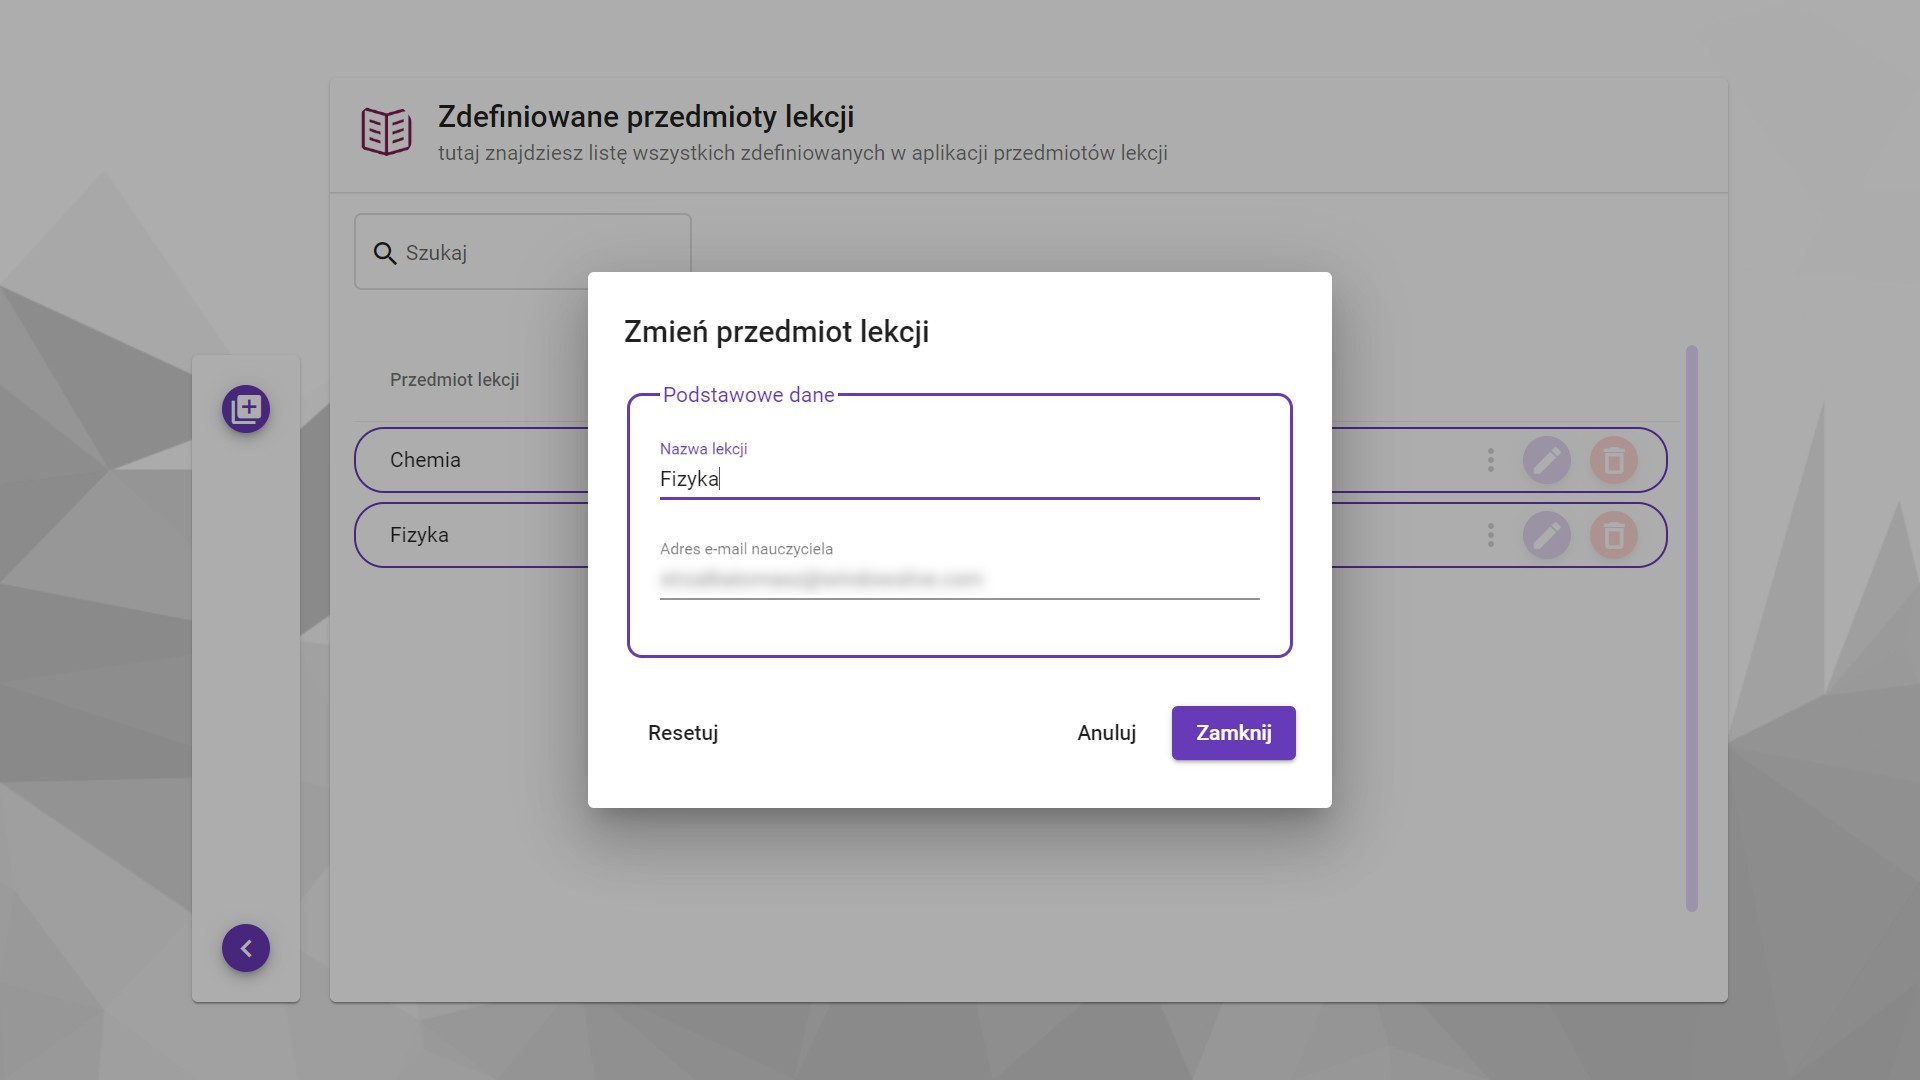 Zdefiniowane przedmioty lekcji
tutaj znajdziesz listę wszystkich zdefiniowanych w aplikacji przedmiotów lekcji
Szukaj
Przedmiot lekcji
Chemia
Fizyka
Zmień przedmiot lekcji
Podstawowe dane
Nazwa lekcji
Fizyka
Adres e-mail nauczyciela
Resetuj
Anuluj
Zamknij